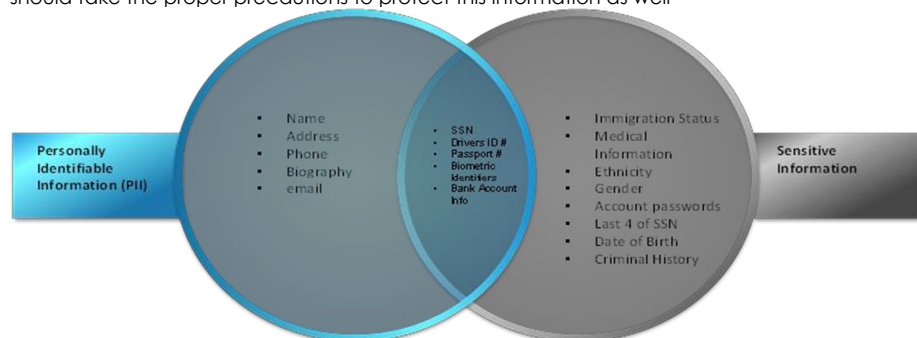 should take the proper precautions to protect this information as well
Personally
Identifiable
Information (PII)
▪ Name
▪ Address
▪ Phone
▪ Biography
▪ email
▪ SSN
▪ Drivers ID #
▪ Passport #
▪ Biometric
Identifiers
▪ Bank Account
Info
▪ Immigration Status
▪ Medical
Information
▪ Ethnicity
▪ Gender
▪ Account passwords
▪ Last 4 of SSN
▪ Date of Birth
▪ Criminal History
Sensitive
Information